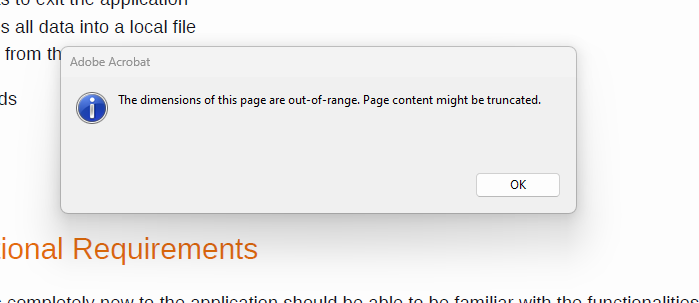 to exit the application
s all data into a local file
from th
Adobe Acrobat
The dimensions of this page are out-of-range. Page content might be truncated.
ds
OK
tional Requirements
completely new to the application should be able to be familiar with the functionalities